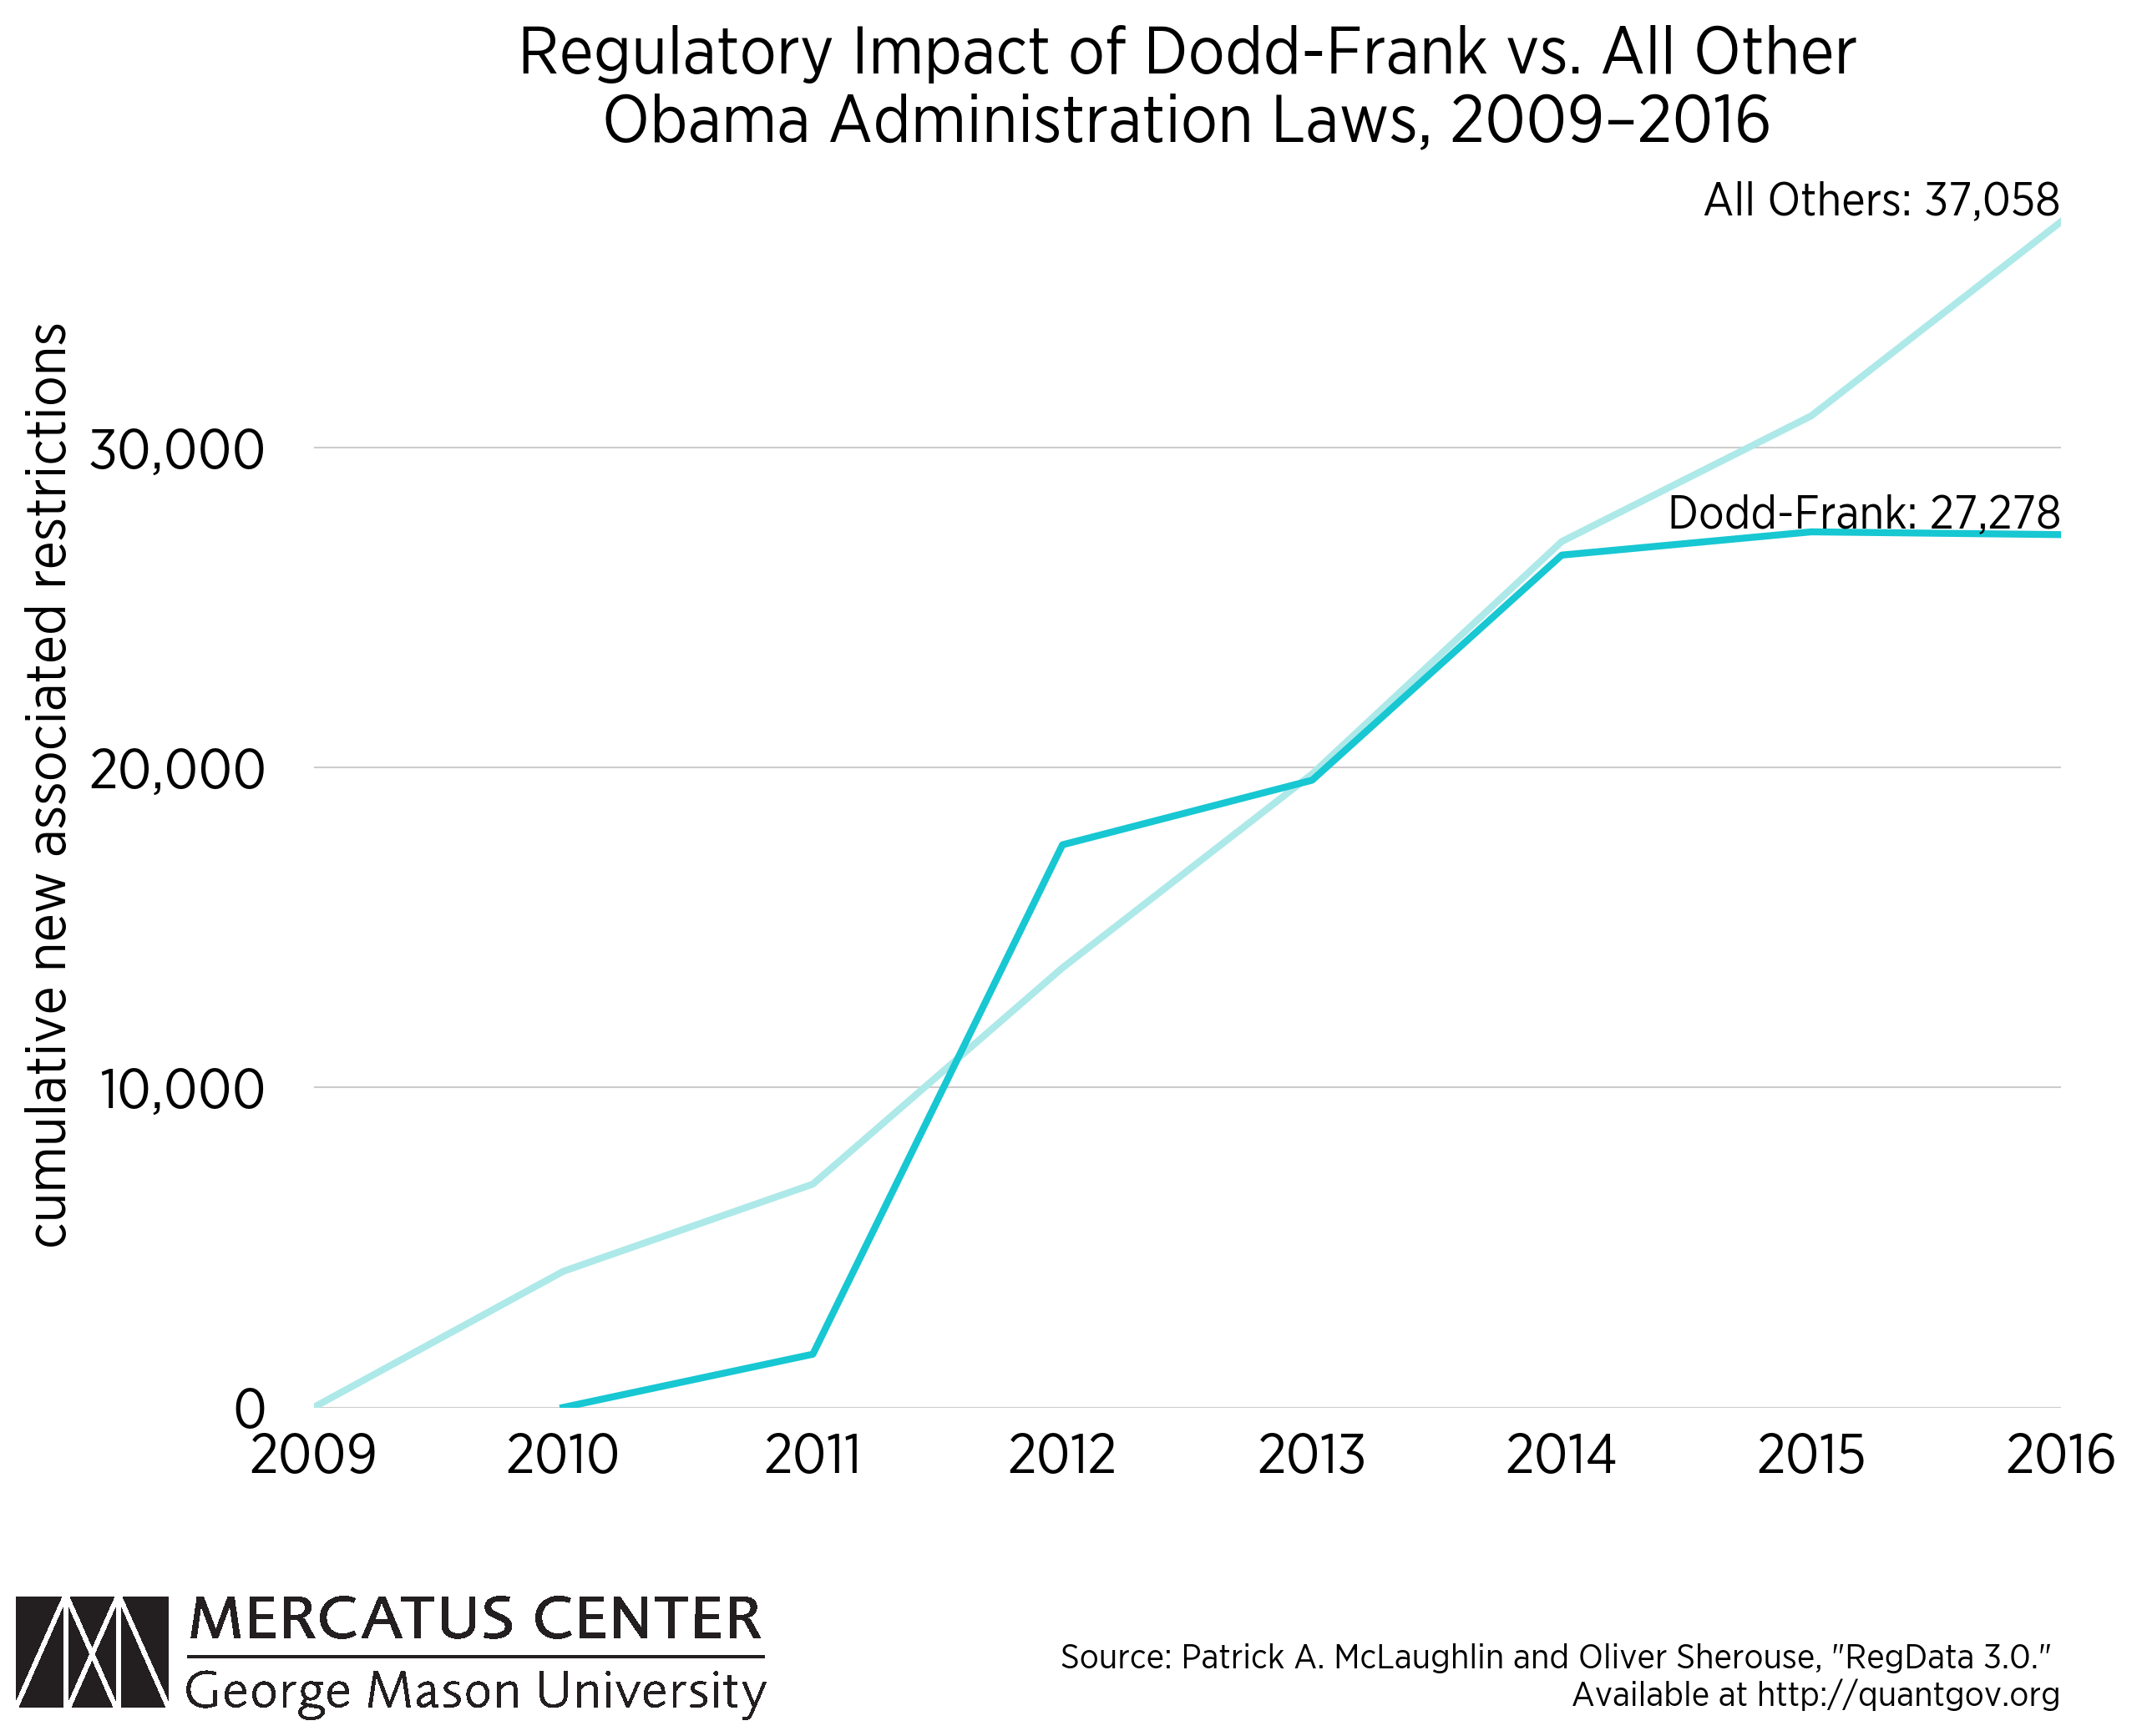 Regulatory Impact of Dodd-Frank vs. All Other
Obama Administration Laws, 2009–2016
All Others: 37,058
cumulative new associated restrictions
30,000
Dodd-Frank: 27,278
20,000
10,000
0
2009 2010 2011 2012 2013 2014 2015 2016
MERCATUS CENTER
George Mason University
Source: Patrick A. McLaughlin and Oliver Sherouse, "RegData 3.0."
Available at http://quantgov.org